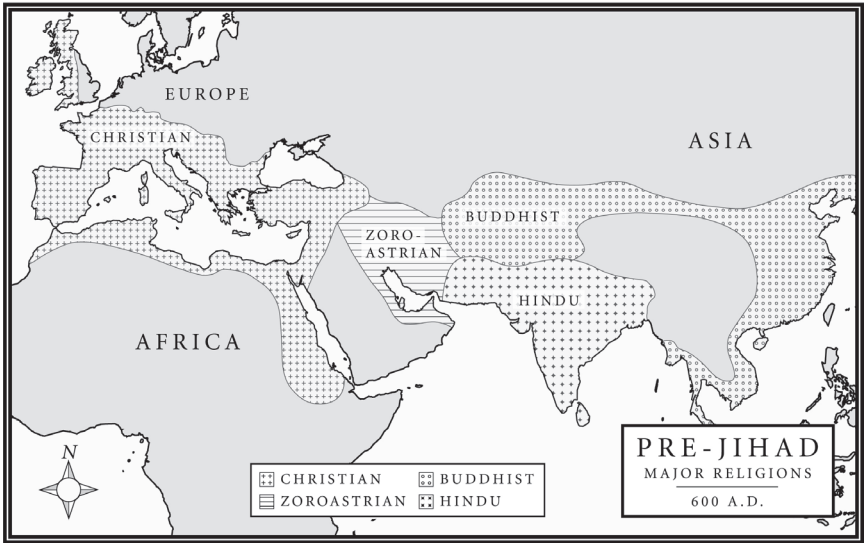 EUROPE
ASIA
CHRISTIAN
BUDDHIST
ZORO-
ASTRIAN
HINDU
AFRICA
N
CHRISTIAN
BUDDHIST
ZOROASTRIAN
HINDU
PRE-JIHAD
MAJOR RELIGIONS
600 A.D.